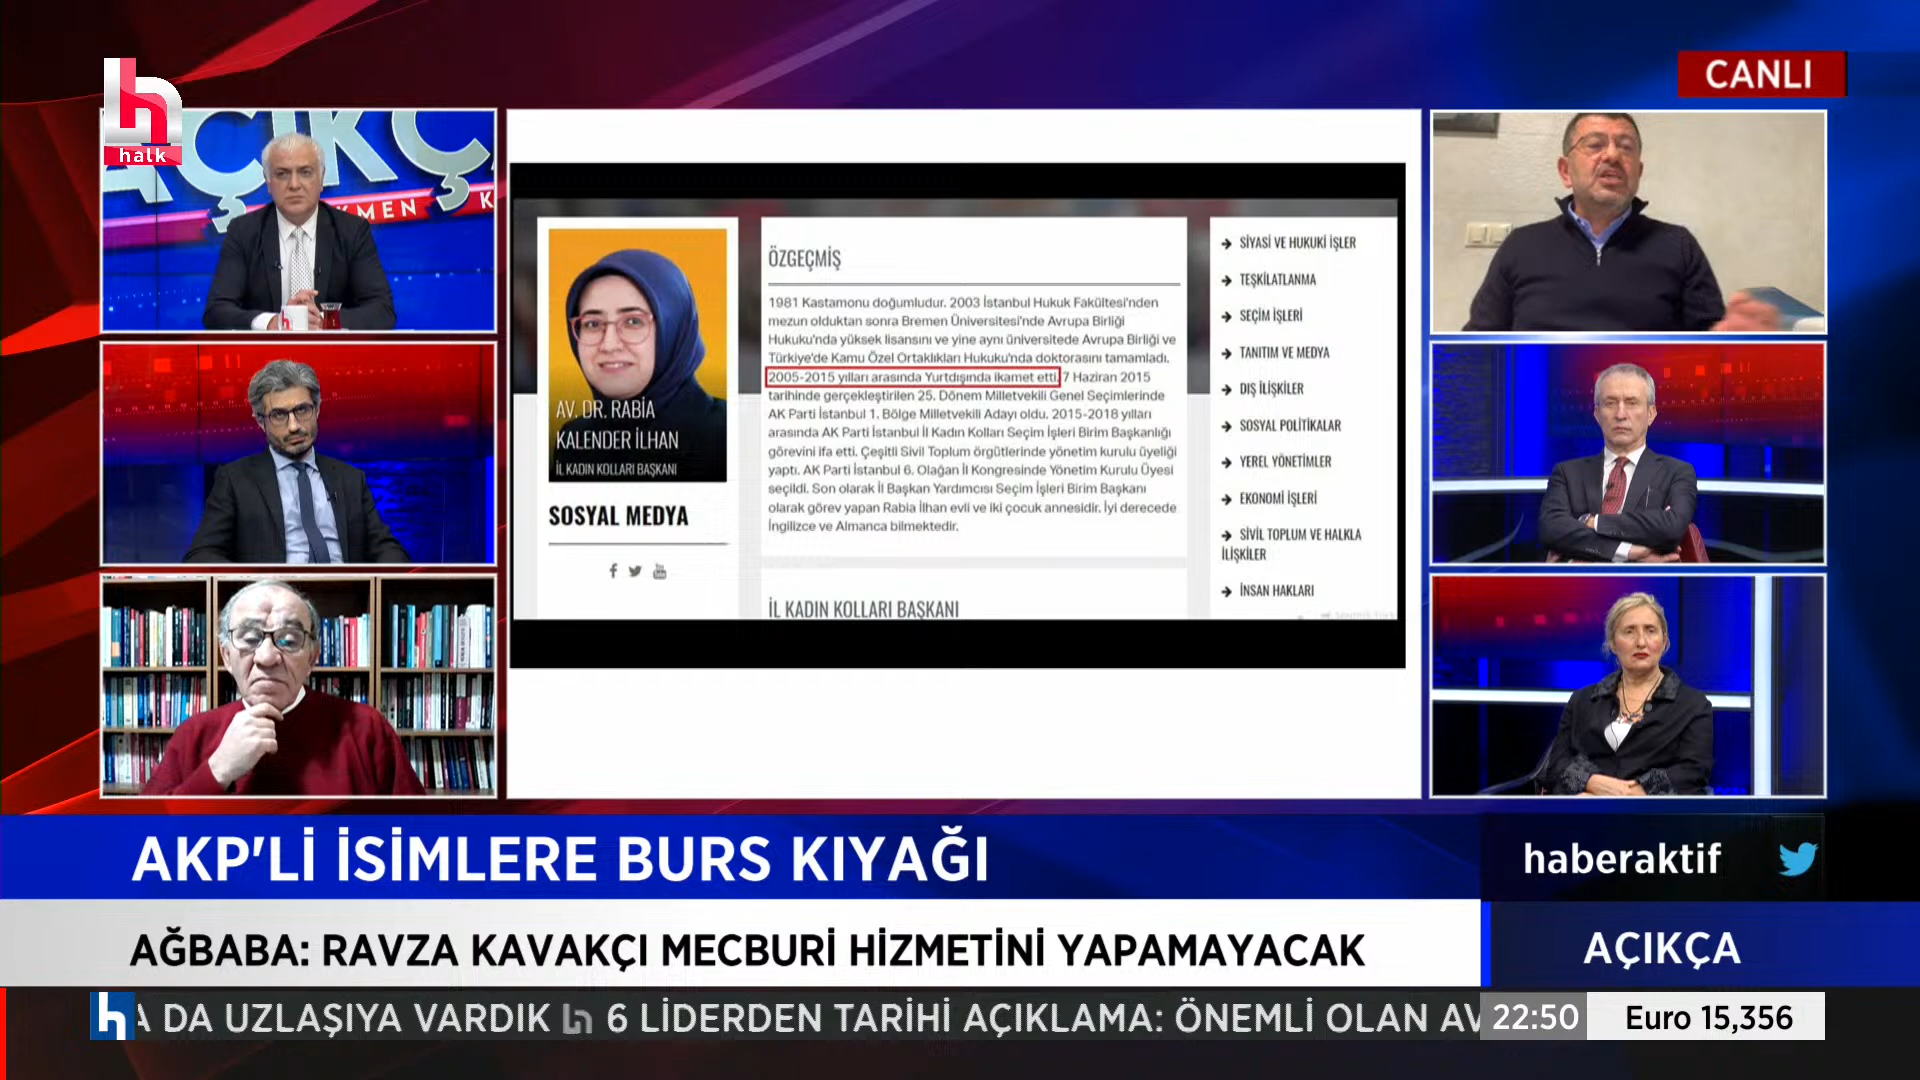 CANLI
h
halk
AÇIKÇA
KMEN
K
AV. DR. RABİA
KALENDER İLHAN
İL KADIN KOLLARI BAŞKANI
SOSYAL MEDYA
ÖZGEÇMİŞ
1981 Kastamonu doğumludur. 2003 İstanbul Hukuk Fakültesi'nden
mezun olduktan sonra Bremen Üniversitesi'nde Avrupa Birliği
Hukuku'nda yüksek lisansını ve yine aynı üniversitede Avrupa Birliği ve
Türkiye'de Kamu Özel Ortaklıkları Hukuku'nda doktorasını tamamladı.
2005-2015 yılları arasında Yurtdışında ikamet etti. 7 Haziran 2015
tarihinde gerçekleştirilen 25. Dönem Milletvekili Genel Seçimlerinde
AK Parti İstanbul 1. Bölge Milletvekili Adayı oldu. 2015-2018 yılları
arasında AK Parti İstanbul İl Kadın Kolları Seçim İşleri Birim Başkanlığı
görevini ifa etti. Çeşitli Sivil Toplum örgütlerinde yönetim kurulu üyeliği
yaptı. AK Parti İstanbul 6. Olağan İl Kongresinde Yönetim Kurulu Üyesi
seçildi. Son olarak İl Başkan Yardımcısı Seçim İşleri Birim Başkanı
olarak görev yapan Rabia İlhan evli ve iki çocuk annesidir. İyi derecede
İngilizce ve Almanca bilmektedir.
İL KADIN KOLLARI BAŞKANI
SİYASİ VE HUKUKİ İŞLER
TEŞKİLATLANMA
SEÇİM İŞLERİ
TANITIM VE MEDYA
DIŞ İLİŞKİLER
SOSYAL POLİTİKALAR
YEREL YÖNETİMLER
EKONOMİ İŞLERİ
SİVİL TOPLUM VE HALKLA
İLİŞKİLER
İNSAN HAKLARI
AKP'Lİ İSİMLERE BURS KIYAĞI
haberaktif
AĞBABA: RAVZA KAVAKÇI MECBURİ HİZMETİNİ YAPAMAYACAK
AÇIKÇA
h A DA UZLAŞIYA VARDIK h 6 LİDERDEN TARİHİ AÇIKLAMA: ÖNEMLİ OLAN AV
22:50
Euro 15,356